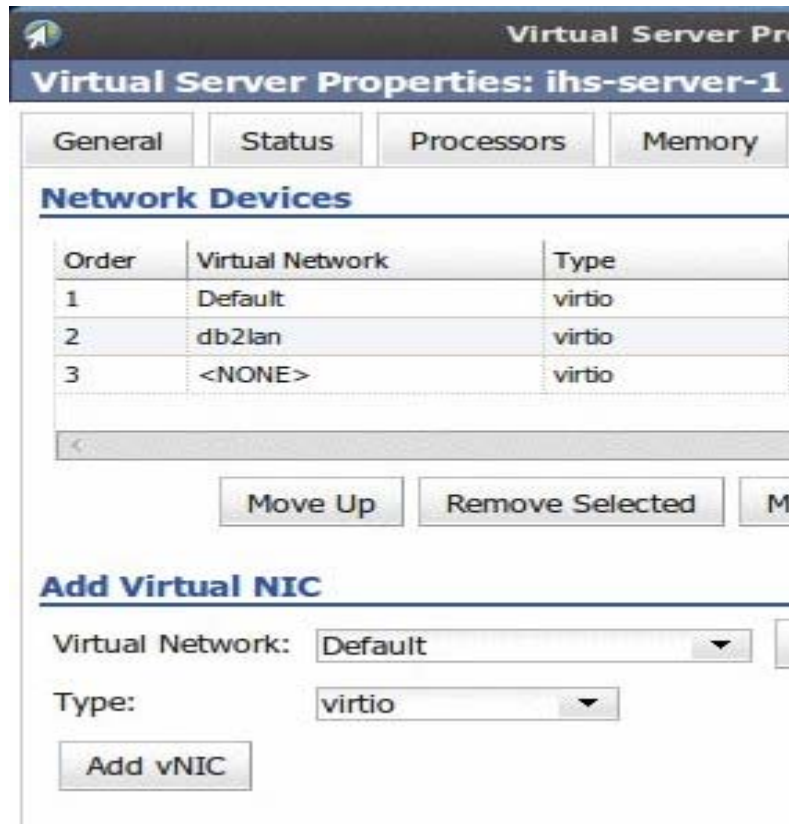 Virtual Server Pr
Virtual Server Properties: ihs-server-1
General Status Processors Memory
Network Devices
Order Virtual Network Type
1 Default virtio
2 db2lan virtio
3 <NONE> virtio
Move Up Remove Selected M
Add Virtual NIC
Virtual Network: Default
Type: virtio
Add vNIC